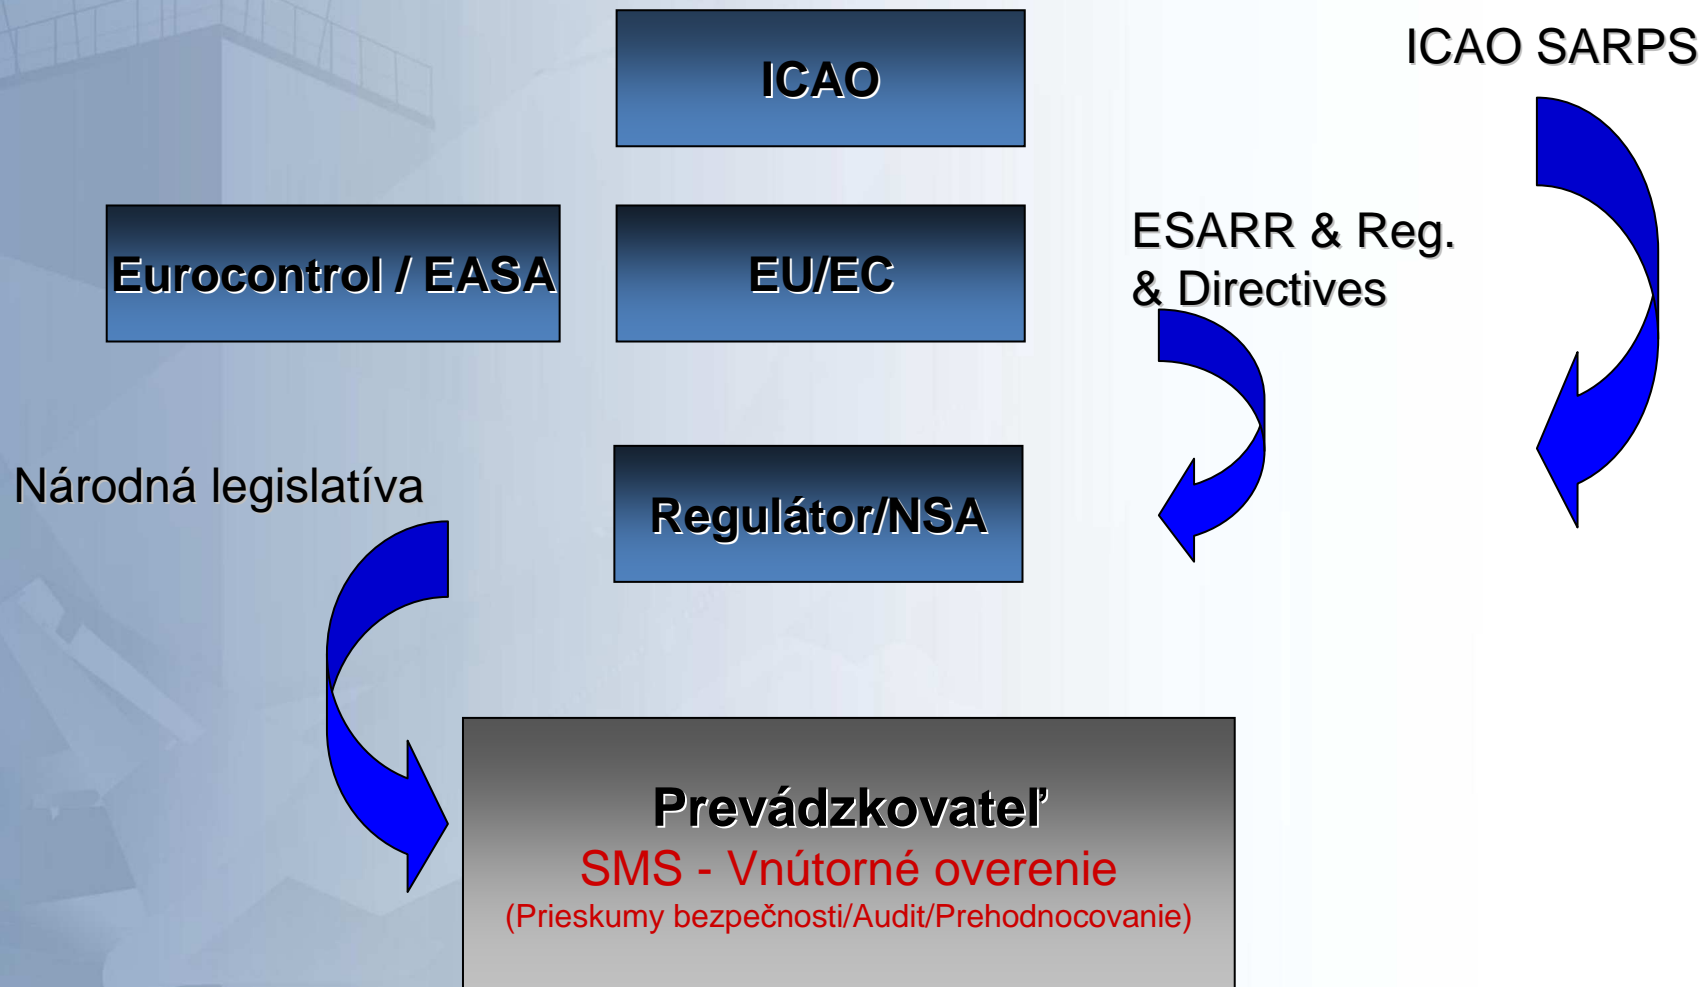 ICAO
ICAO SARPS
Eurocontrol / EASA
EU/EC
ESARR & Reg.
& Directives
Národná legislatíva
Regulátor/NSA
Prevádzkovateľ
SMS - Vnútorné overenie
(Prieskumy bezpečnosti/Audit/Prehodnocovanie)